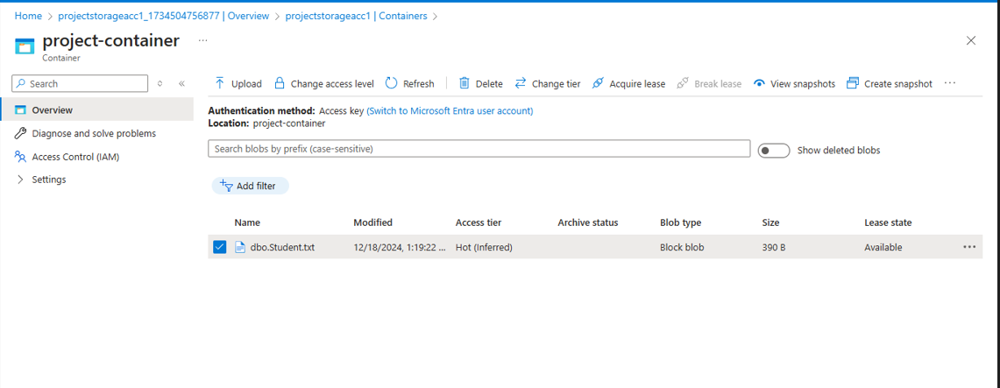 Home > projectstorageacc1_1734504756877 | Overview > projectstorageacc1 | Containers >
project-container ...
Container
Search
Upload Change access level Refresh Delete Change tier Acquire lease Break lease View snapshots Create snapshot ...
Overview
Diagnose and solve problems
Access Control (IAM)
Settings
Authentication method: Access key (Switch to Microsoft Entra user account)
Location: project-container
Search blobs by prefix (case-sensitive)
Show deleted blobs
Add filter
Name Modified Access tier Archive status Blob type Size Lease state
dbo.Student.txt 12/18/2024, 1:19:22 ... Hot (Inferred) Block blob 390 B Available ...